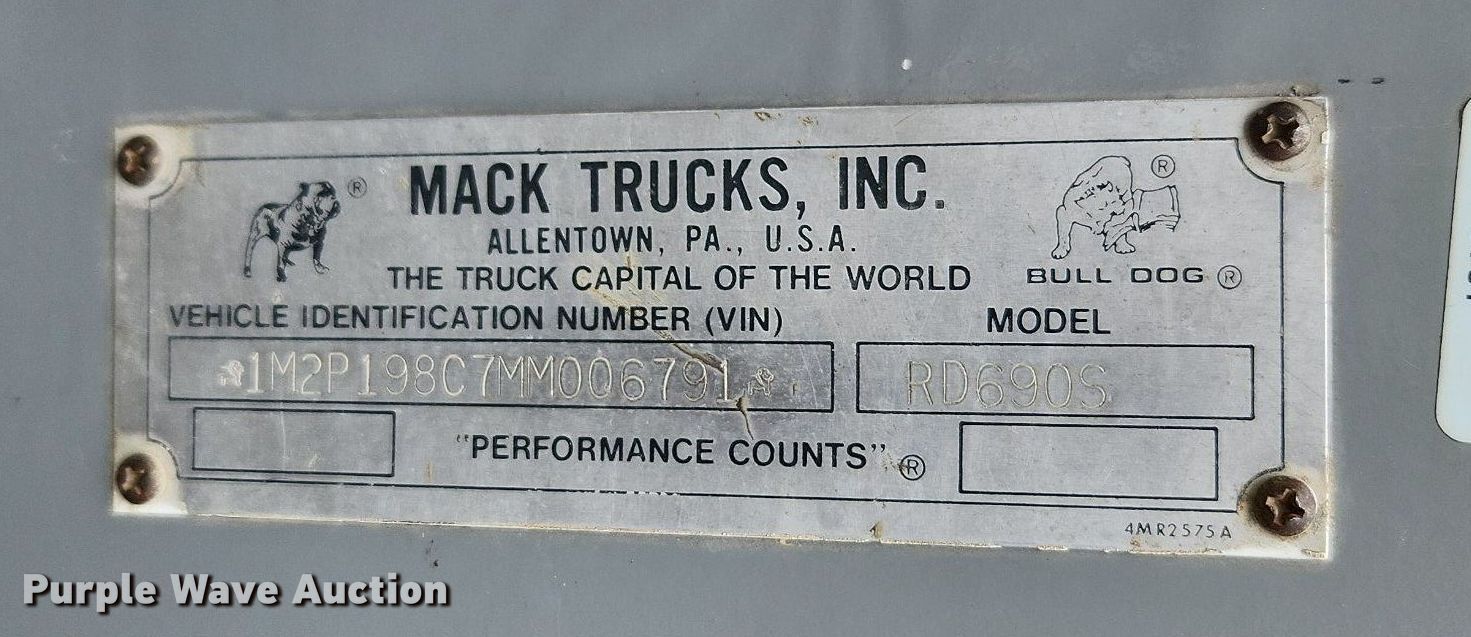 MACK TRUCKS, INC.
ALLENTOWN, PA., U.S.A.
THE TRUCK CAPITAL OF THE WORLD
®
®
BULL DOG ®
VEHICLE IDENTIFICATION NUMBER (VIN)
MODEL
1M2P198C7MM006791
RD690S
"PERFORMANCE COUNTS" ®
4MR2575A
Purple Wave Auction